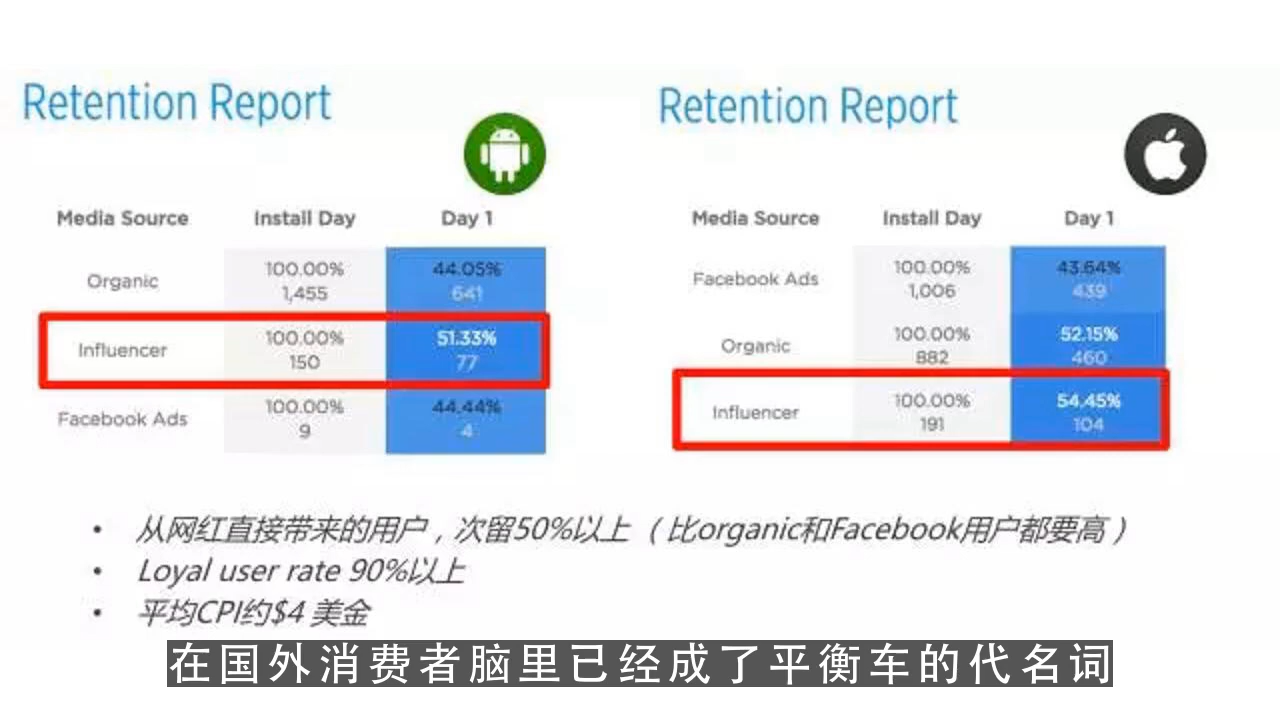 Retention Report
Media Source Install Day Day 1
Organic 100.00% 44.05%
1,455 641
Influencer 100.00% 51.33%
150 77
Facebook Ads 100.00% 44.44%
9 4
Retention Report
Media Source Install Day Day 1
Facebook Ads 100.00% 43.64%
1,006 439
Organic 100.00% 52.15%
882 460
Influencer 100.00% 54.45%
191 104
• 从网红直接带来的用户，次留50%以上（比organic和Facebook用户都要高）
• Loyal user rate 90%以上
• 平均CPI约$4 美金
在国外消费者脑里已经成了平衡车的代名词